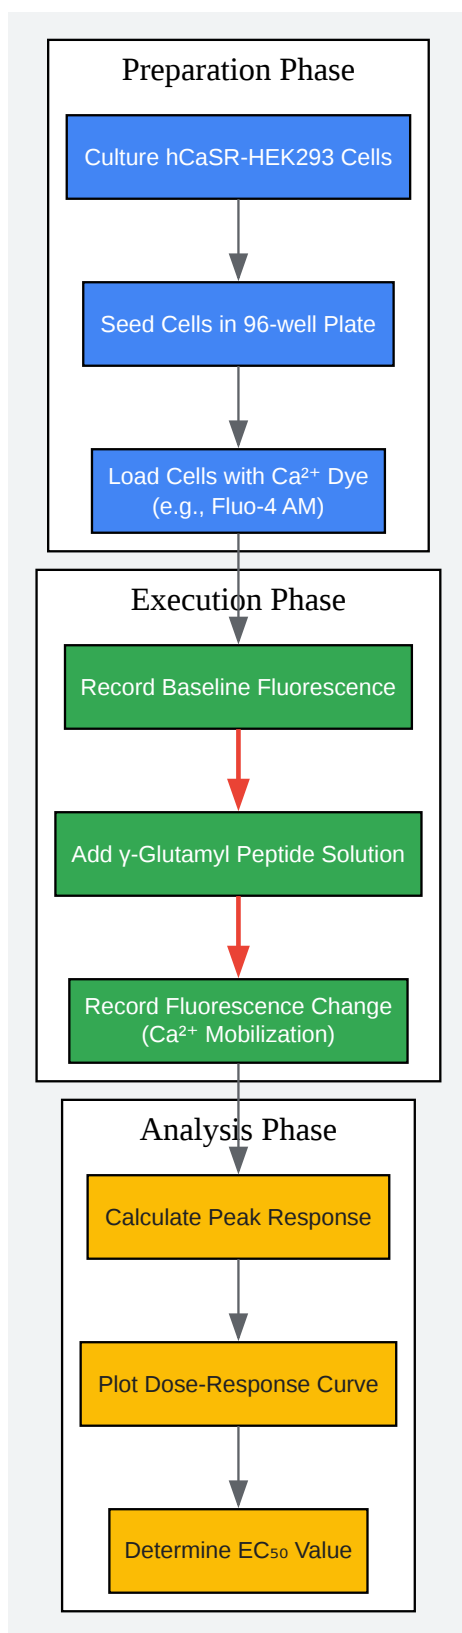 Preparation Phase
Culture hCaSR-HEK293 Cells
Seed Cells in 96-well Plate
Load Cells with Ca²⁺ Dye
(e.g., Fluo-4 AM)
Execution Phase
Record Baseline Fluorescence
Add γ-Glutamyl Peptide Solution
Record Fluorescence Change
(Ca²⁺ Mobilization)
Analysis Phase
Calculate Peak Response
Plot Dose-Response Curve
Determine EC₅₀ Value